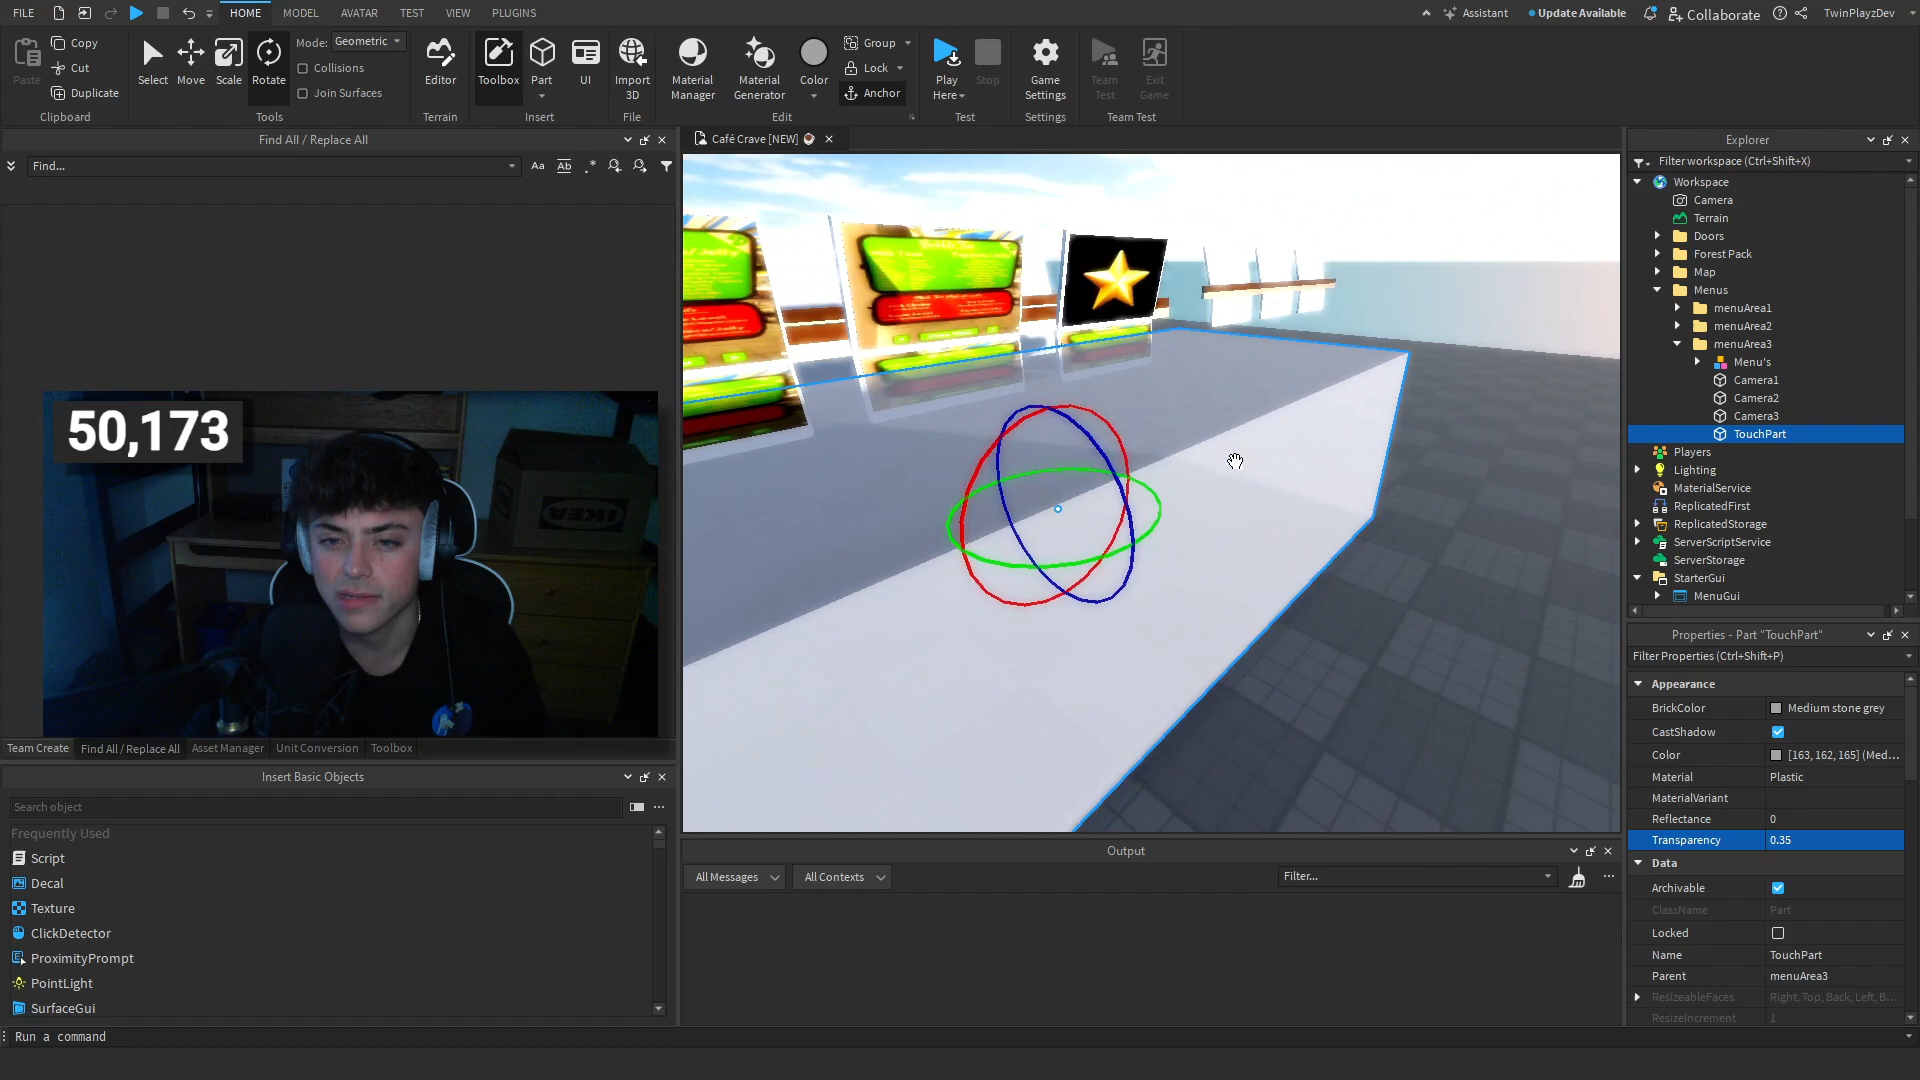 FILE
HOME
MODEL
AVATAR
TEST
VIEW
PLUGINS
Assistant
Update Available
Collaborate
TwinPlayzDev
Paste
Copy
Cut
Duplicate
Clipboard
Select
Move
Scale
Rotate
Mode: Geometric
Collisions
Join Surfaces
Tools
Editor
Terrain
Toolbox
Part
UI
Insert
Import 3D
File
Material Manager
Material Generator
Color
Group
Lock
Anchor
Edit
Play Here
Stop
Test
Game Settings
Settings
Team Test
Exit Game
Team Test
Find All / Replace All
Find...
Aa
Ab
50,173
IKEA
Team Create
Find All / Replace All
Asset Manager
Unit Conversion
Toolbox
Insert Basic Objects
Search object
Frequently Used
Script
Decal
Texture
ClickDetector
ProximityPrompt
PointLight
SurfaceGui
Run a command
Café Crave [NEW]
Output
All Messages
All Contexts
Filter...
Explorer
Filter workspace (Ctrl+Shift+X)
Workspace
Camera
Terrain
Doors
Forest Pack
Map
Menus
menuArea1
menuArea2
menuArea3
Menu's
Camera1
Camera2
Camera3
TouchPart
Players
Lighting
MaterialService
ReplicatedFirst
ReplicatedStorage
ServerScriptService
ServerStorage
StarterGui
MenuGui
Properties - Part "TouchPart"
Filter Properties (Ctrl+Shift+P)
Appearance
BrickColor Medium stone grey
CastShadow
Color [163, 162, 165] (Med...
Material Plastic
MaterialVariant
Reflectance 0
Transparency 0.35
Data
Archivable
ClassName Part
Locked
Name TouchPart
Parent menuArea3
ResizeableFaces Right, Top, Back, Left, B...
ResizeIncrement 1